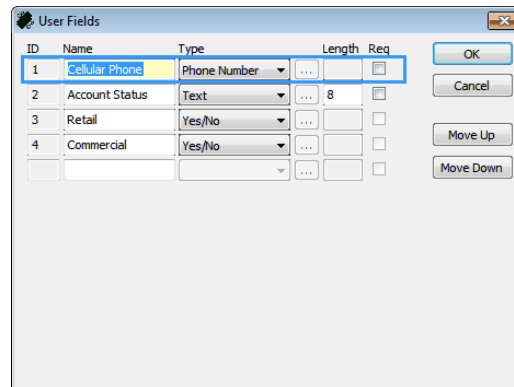 User Fields
ID Name Type Length Req
1 Cellular Phone Phone Number ...
2 Account Status Text ... 8
3 Retail Yes/No ...
4 Commercial Yes/No ...
...
OK
Cancel
Move Up
Move Down